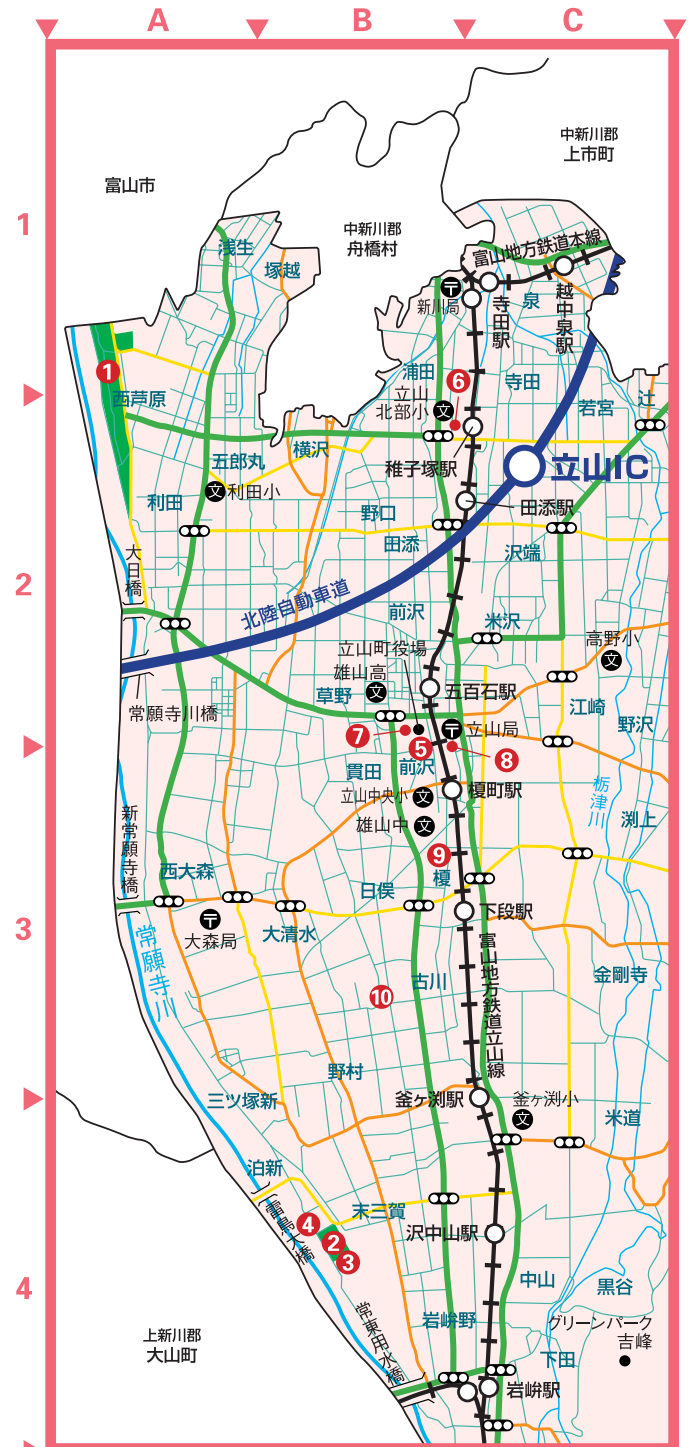 A B C
中新川郡
上市町
富山市
1
中新川郡
舟橋村
浅生
塚越
富山地方鉄道本線
新川局
寺田駅
泉
越中泉駅
1
西芦原
浦田
6
立山
北部小
文
寺田
若宮
辻
横沢
五郎丸
稚子塚駅
立山IC
文
利田小
利田
田添駅
野口
田添
沢端
大日橋
2
北陸自動車道
前沢
米沢
高野小
文
立山町役場
雄山高
文
草野
五百石駅
江崎
野沢
常願寺川橋
7
5
立山局
8
貫田
前沢
立山中央小
文
榎町駅
栃津川
渕上
雄山中
文
新常願寺橋
9
榎
西大森
日俣
下段駅
3
大森局
大清水
常願寺川
富山地方鉄道立山線
古川
金剛寺
10
野村
三ツ塚新
釜ヶ渕駅
釜ヶ渕小
文
米道
泊新
4
雷鳥大橋
2
3
末三賀
沢中山駅
4
中山
黒谷
常東用水橋
岩峅野
グリーンパーク
吉峰
上新川郡
大山町
下田
岩峅駅